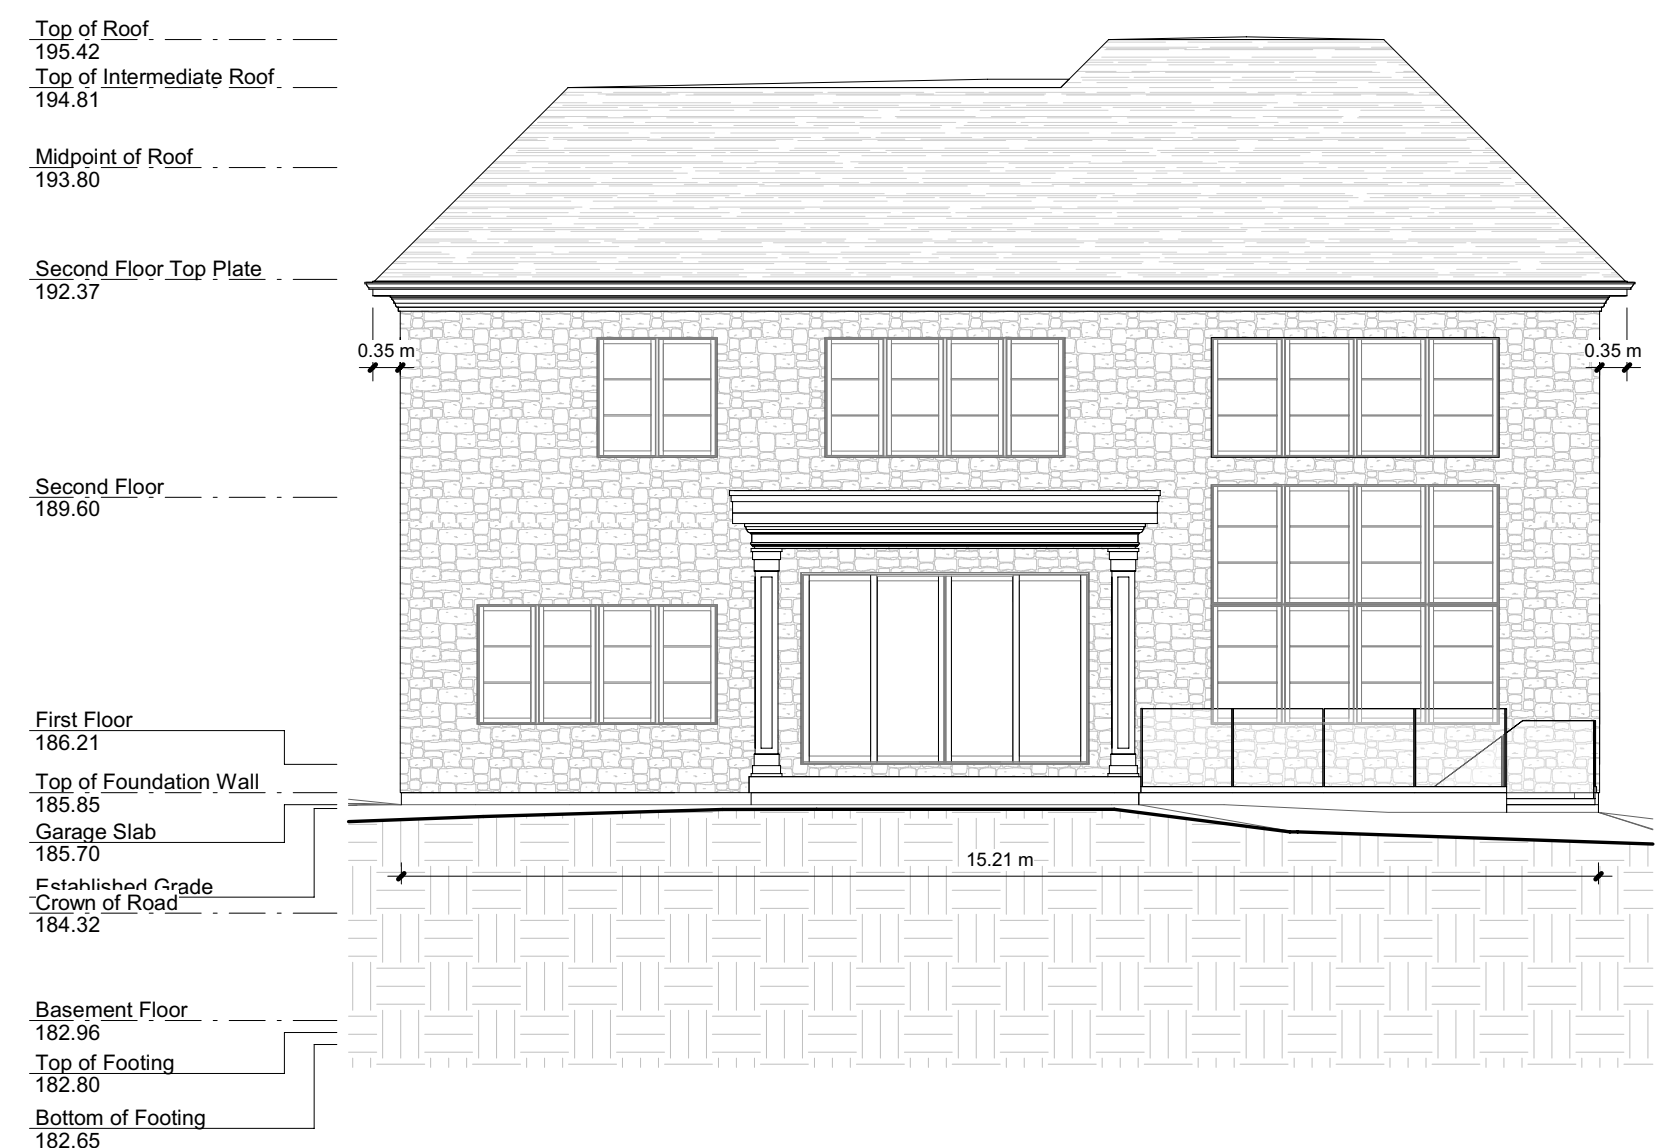 Top of Roof
195.42
Top of Intermediate Roof
194.81
Midpoint of Roof
193.80
Second Floor Top Plate
192.37
0.35 m
0.35 m
Second Floor
189.60
First Floor
186.21
Top of Foundation Wall
185.85
Garage Slab
185.70
15.21 m
Established Grade
Crown of Road
184.32
Basement Floor
182.96
Top of Footing
182.80
Bottom of Footing
182.65